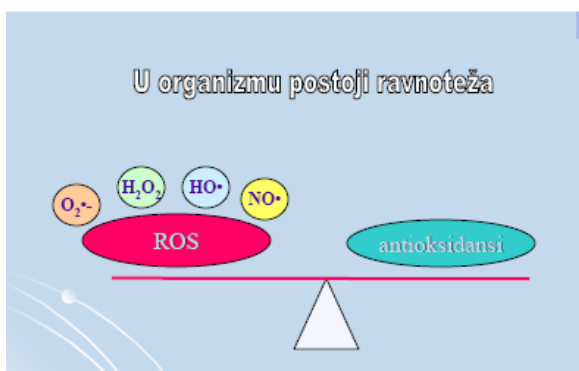 U organizmu postoji ravnoteža
O₂•-
H₂O₂
HO•
NO•
ROS
antioksidansi